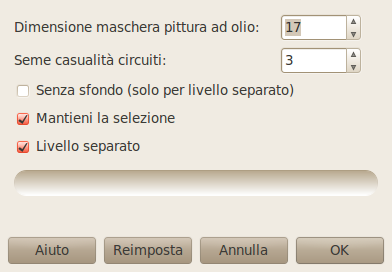 Dimensione maschera pittura ad olio: 17
Seme casualità circuiti: 3
Senza sfondo (solo per livello separato)
Mantieni la selezione
Livello separato
Aiuto Reimposta Annulla OK